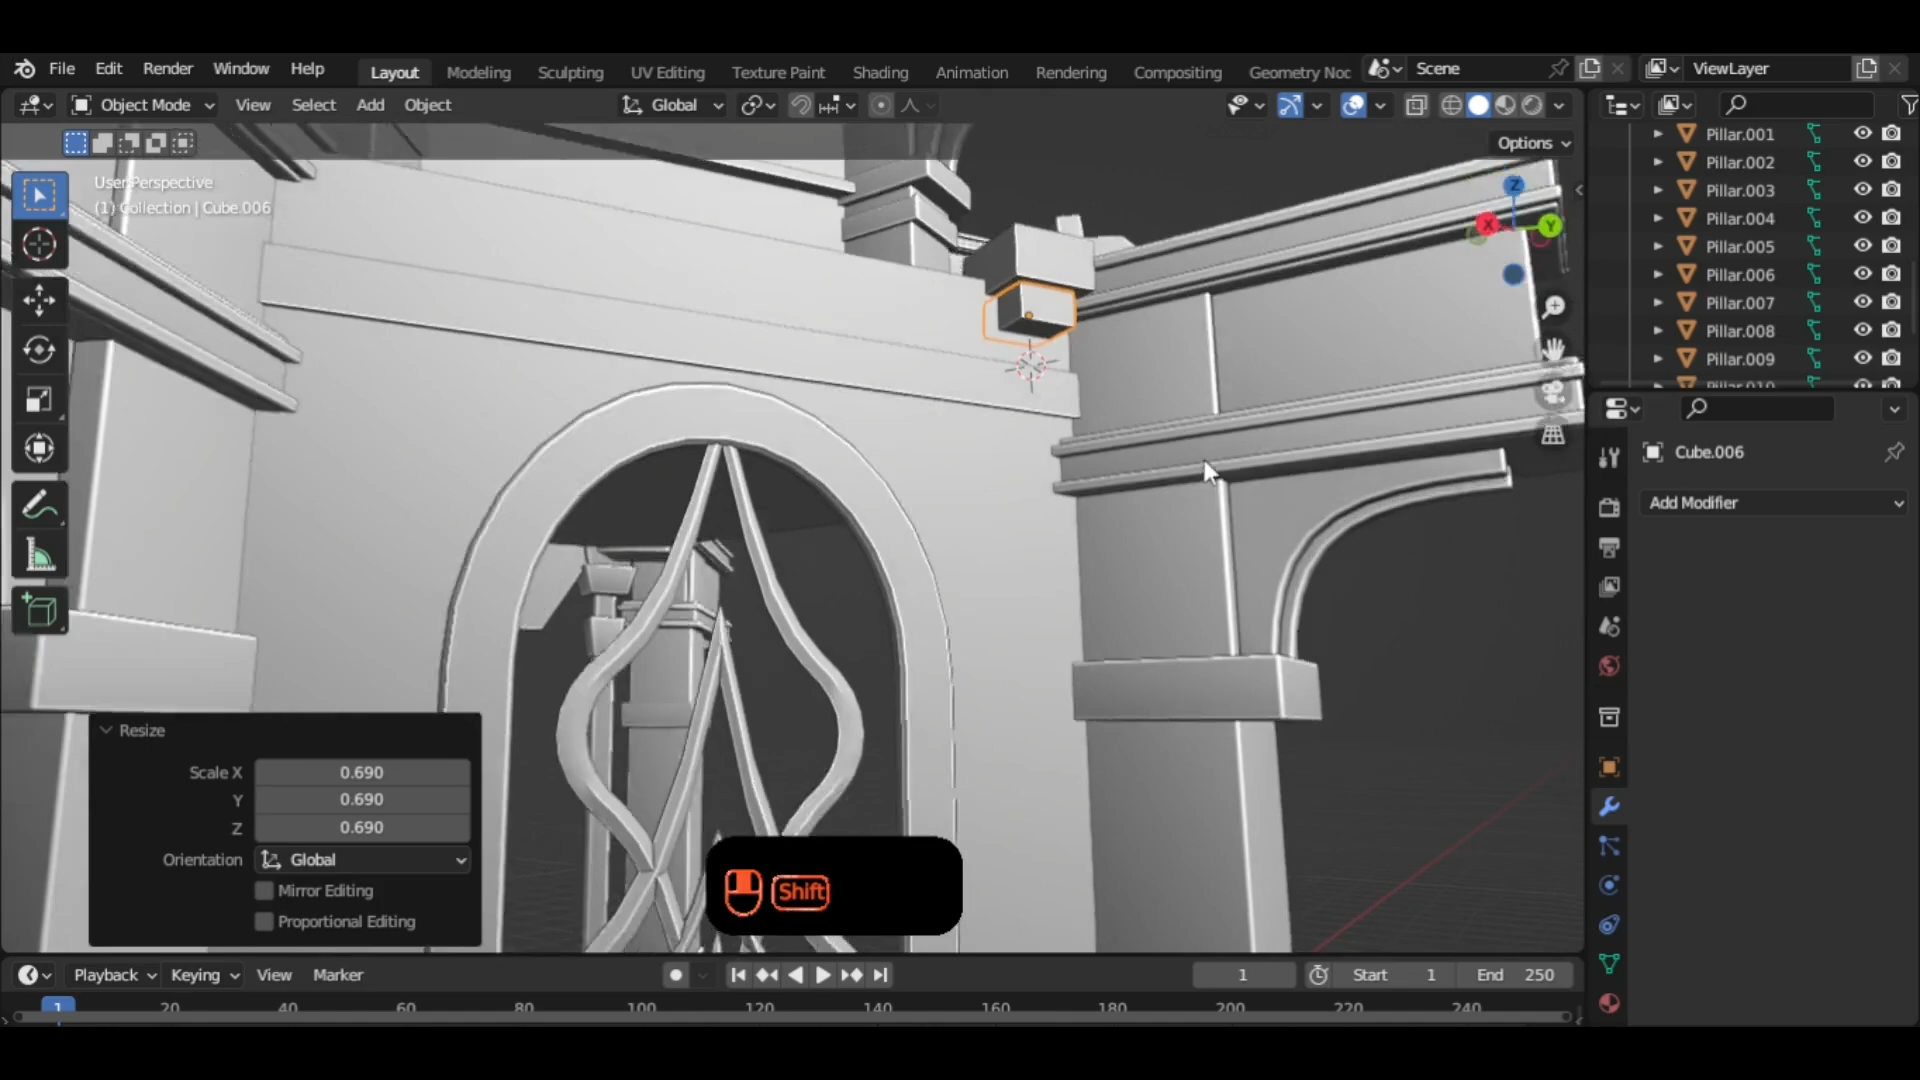 File Edit Render Window Help Layout Modeling Sculpting UV Editing Texture Paint Shading Animation Rendering Compositing Geometry Noc Scene ViewLayer
Object Mode View Select Add Object Global
Options
User Perspective
(1) Collection | Cube.006
X Y Z
Pillar.001
Pillar.002
Pillar.003
Pillar.004
Pillar.005
Pillar.006
Pillar.007
Pillar.008
Pillar.009
Pillar.010
Cube.006
Add Modifier
Resize
Scale X 0.690
Y 0.690
Z 0.690
Orientation Global
Mirror Editing
Proportional Editing
Shift
Playback Keying View Marker 1 Start 1 End 250
1 20 40 60 80 100 120 140 160 180 200 220 240